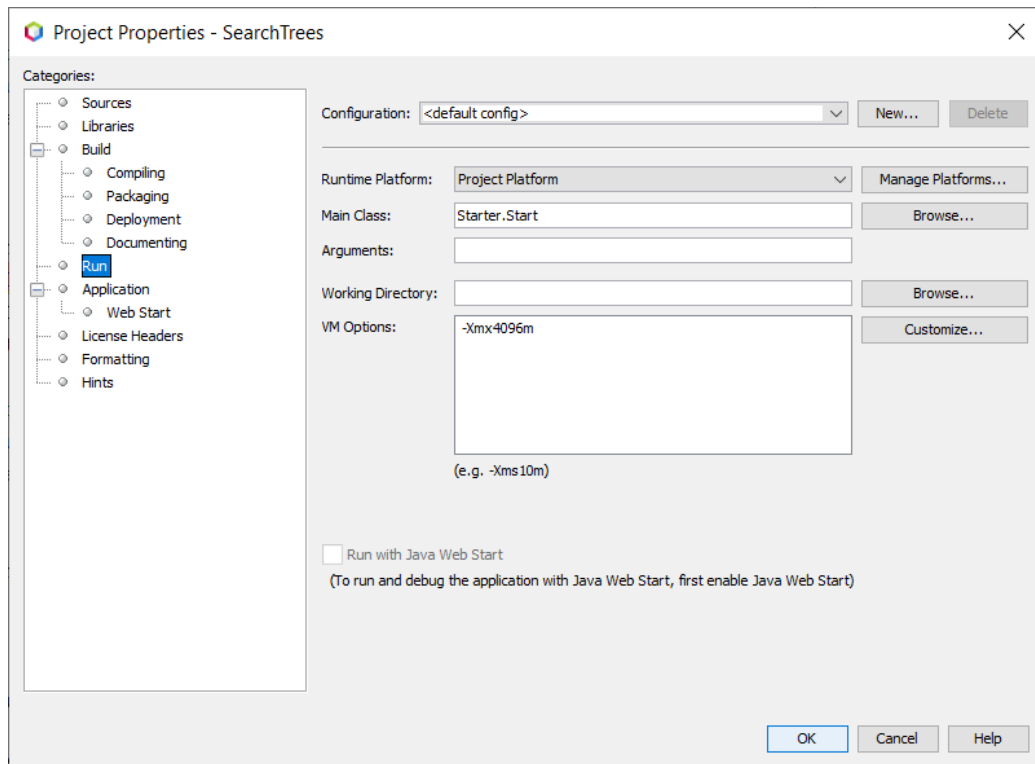 Project Properties - SearchTrees
Categories:
Sources
Libraries
Build
Compiling
Packaging
Deployment
Documenting
Run
Application
Web Start
License Headers
Formatting
Hints
Configuration: <default config> New... Delete
Runtime Platform: Project Platform Manage Platforms...
Main Class: Starter.Start Browse...
Arguments:
Working Directory: Browse...
VM Options: -Xmx4096m Customize...
(e.g. -Xms10m)
Run with Java Web Start
(To run and debug the application with Java Web Start, first enable Java Web Start)
OK Cancel Help